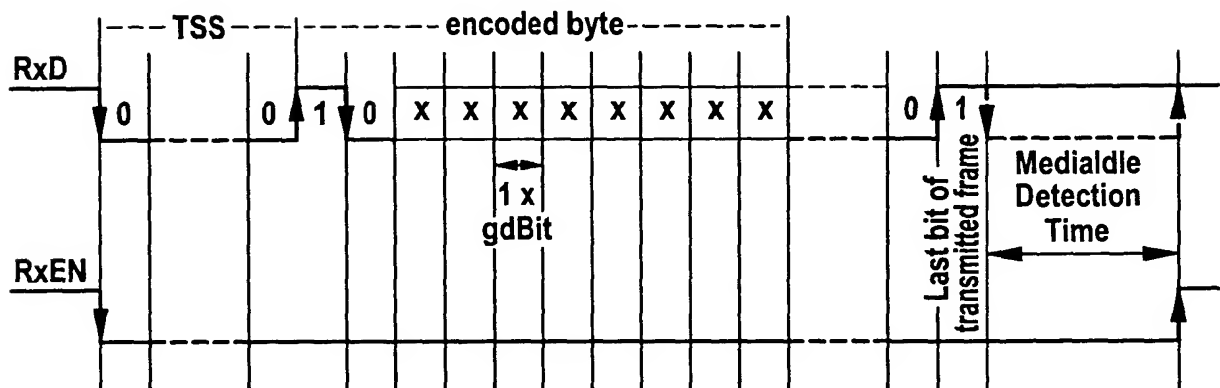 TSS
encoded byte
RxD
0 0 1 0 x x x x x x x x 0 1
1 x
gdBit
Last bit of
transmitted frame
MediaIdle
Detection
Time
RxEN